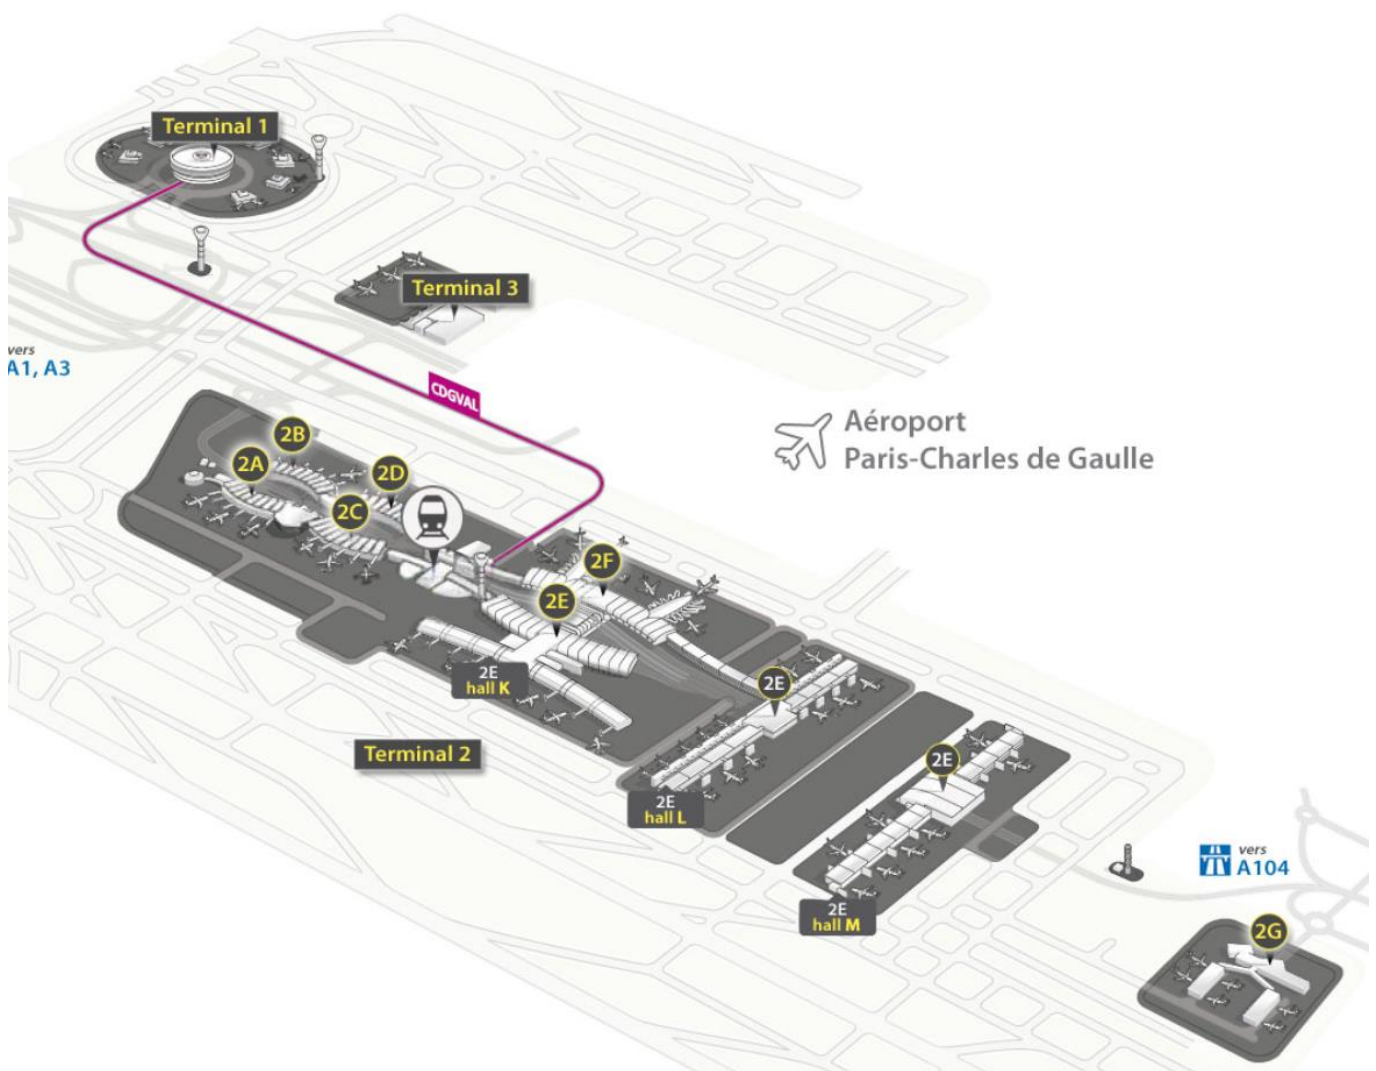 Terminal 1
Terminal 3
vers
A1, A3
CDGVAL
Aéroport
Paris-Charles de Gaulle
2B
2A
2D
2C
2F
2E
2E
hall K
2E
Terminal 2
2E
2E
hall L
vers
A104
2E
hall M
2G